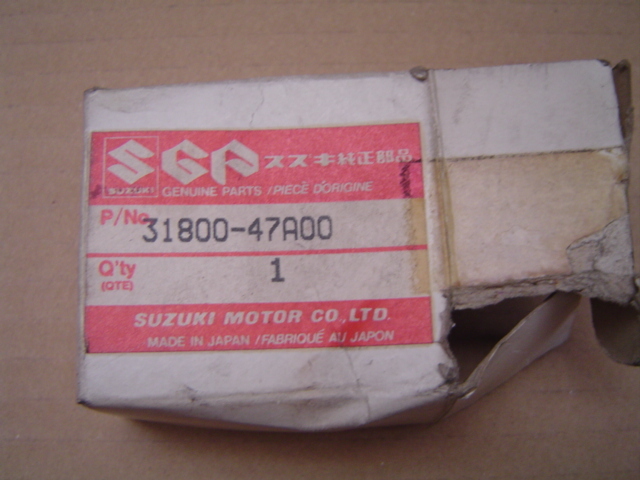 SGP スズキ純正部品
SUZUKI GENUINE PARTS / PIÈCE D'ORIGINE
P/No. 31800-47A00
Q'ty 1
(QTE)
SUZUKI MOTOR CO., LTD.
MADE IN JAPAN / FABRIQUÉ AU JAPON